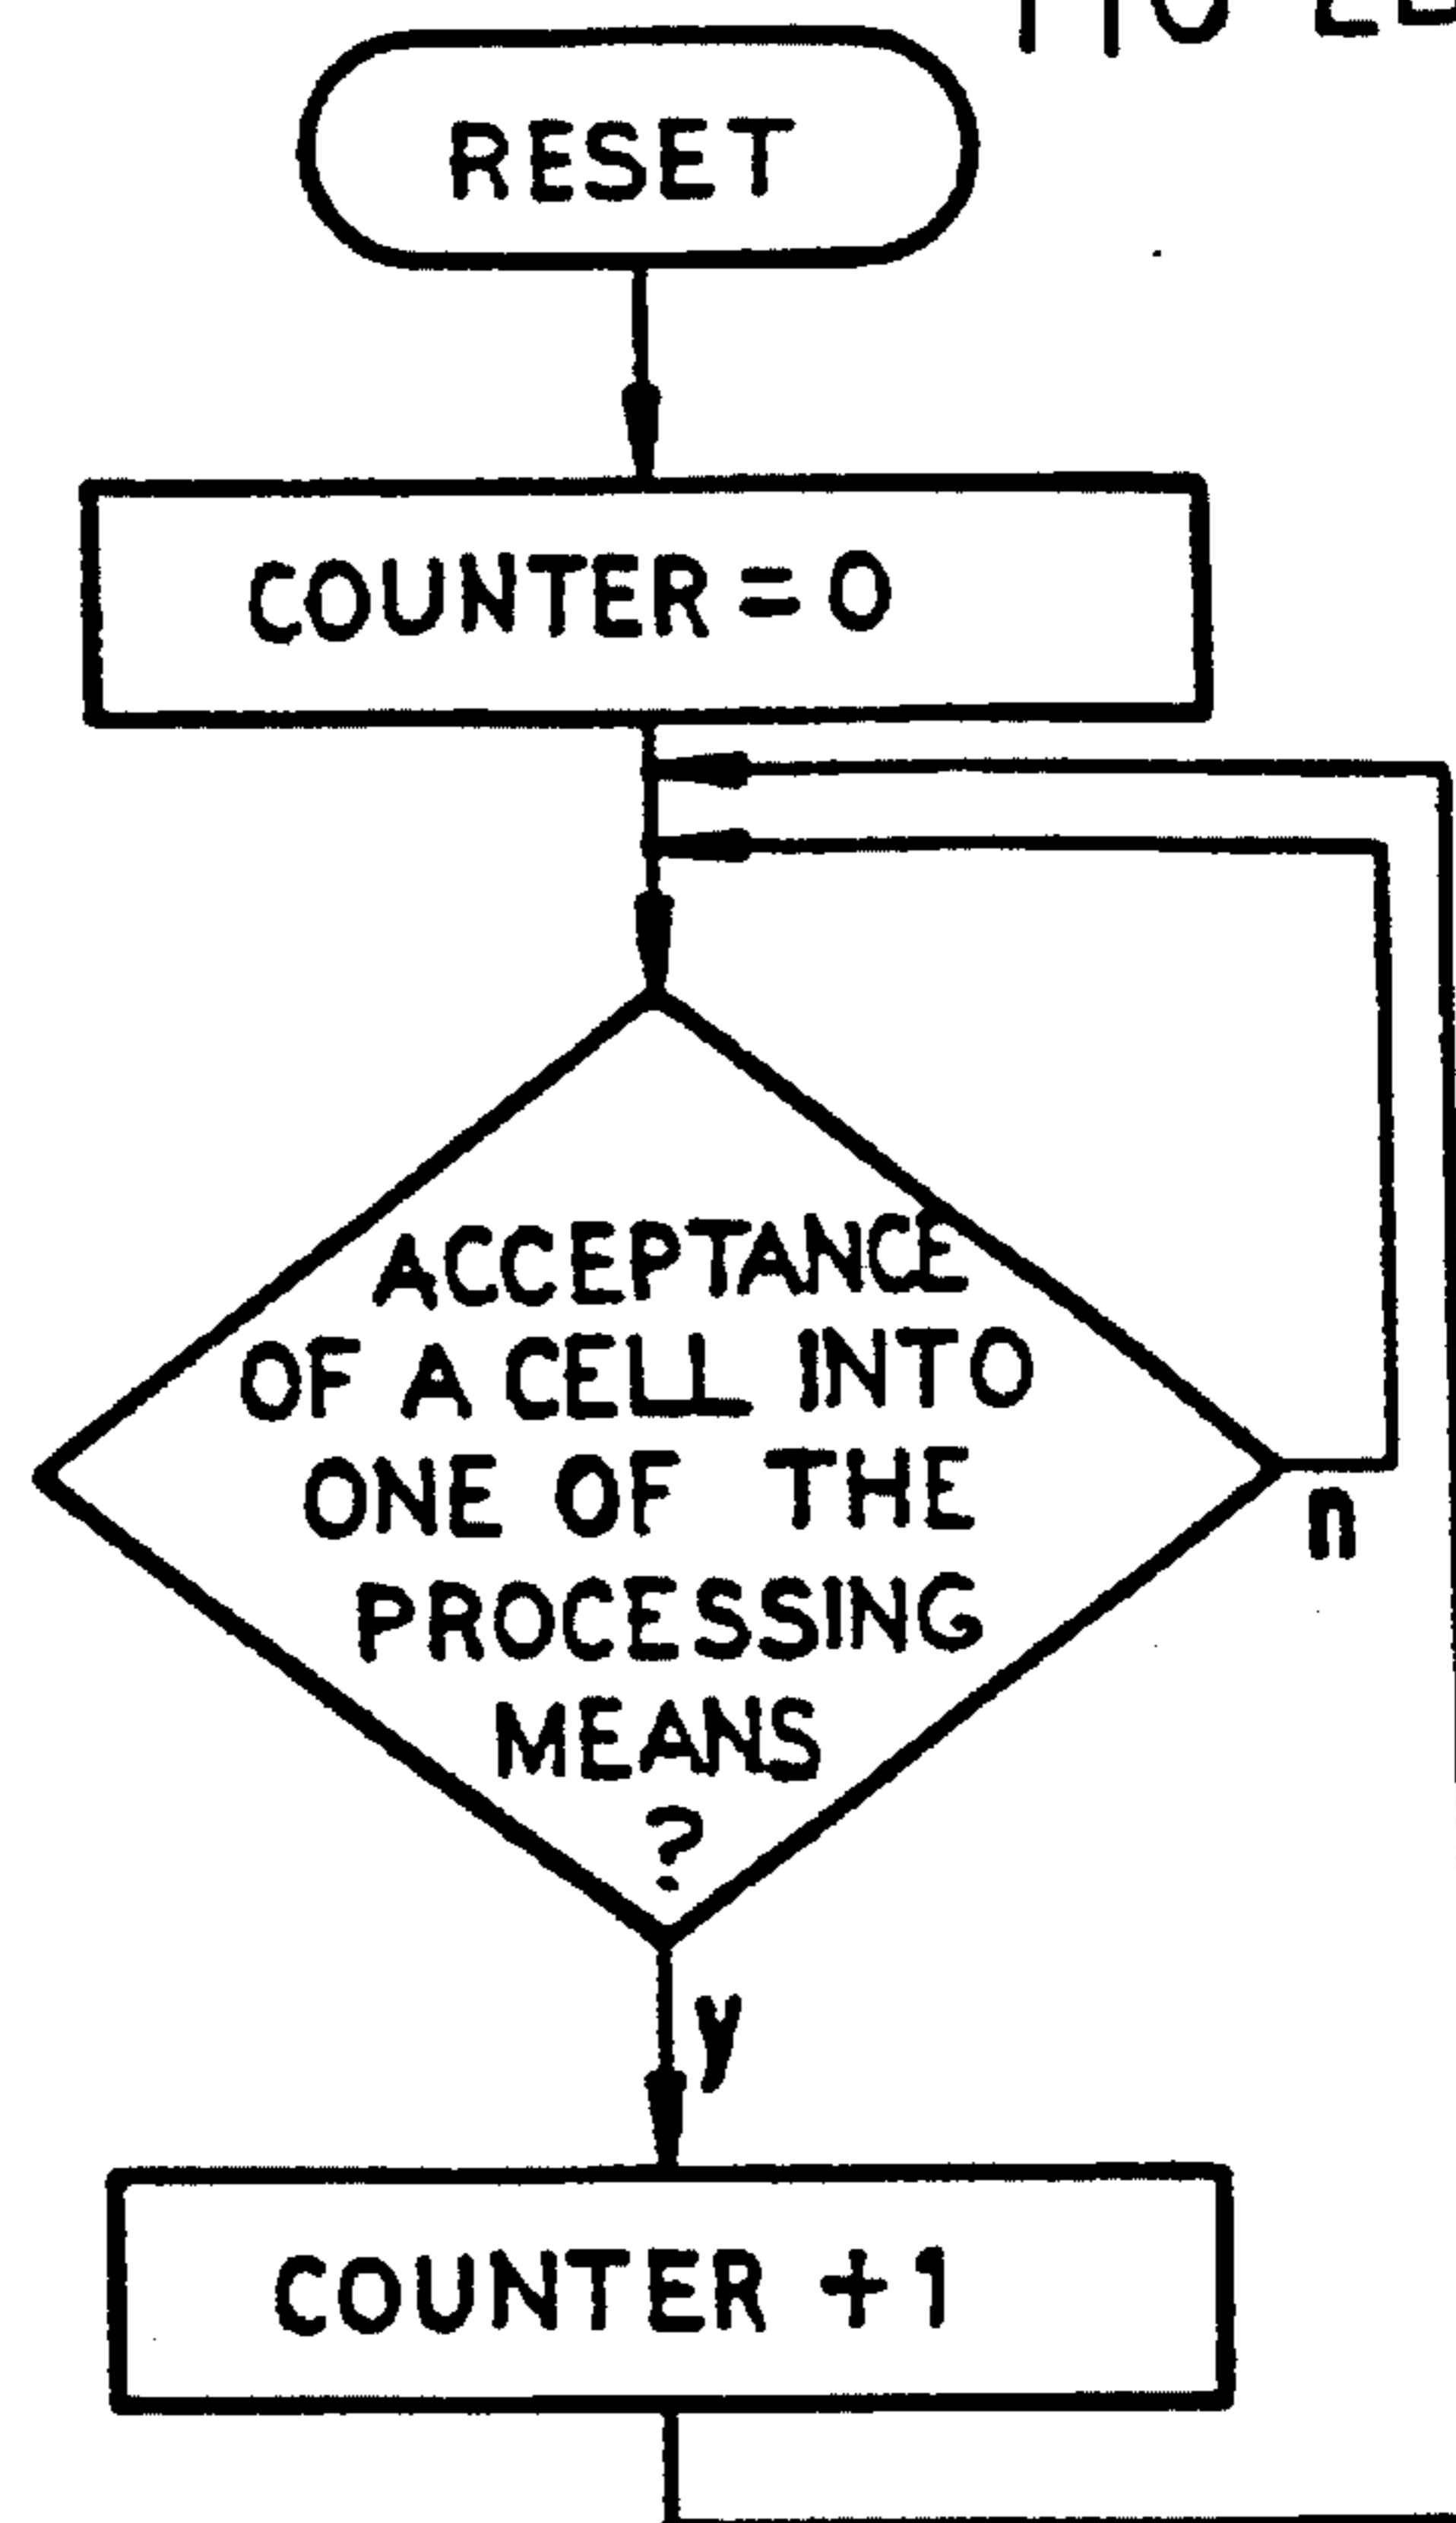 RESET
COUNTER = 0
ACCEPTANCE
OF A CELL INTO
ONE OF THE
PROCESSING
MEANS
?
n
y
COUNTER +1